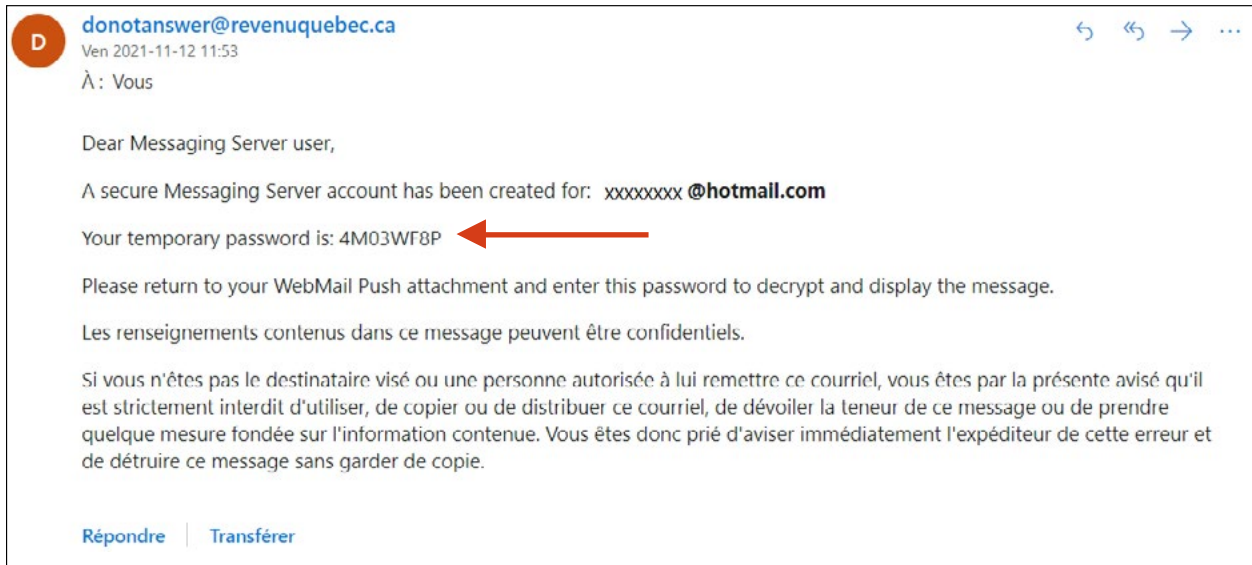 D
donotanswer@revenuquebec.ca
Ven 2021-11-12 11:53
À : Vous
Dear Messaging Server user,
A secure Messaging Server account has been created for: xxxxxxxx @hotmail.com
Your temporary password is: 4M03WF8P
Please return to your WebMail Push attachment and enter this password to decrypt and display the message.
Les renseignements contenus dans ce message peuvent être confidentiels.
Si vous n'êtes pas le destinataire visé ou une personne autorisée à lui remettre ce courriel, vous êtes par la présente avisé qu'il
est strictement interdit d'utiliser, de copier ou de distribuer ce courriel, de dévoiler la teneur de ce message ou de prendre
quelque mesure fondée sur l'information contenue. Vous êtes donc prié d'aviser immédiatement l'expéditeur de cette erreur et
de détruire ce message sans garder de copie.
Répondre | Transférer